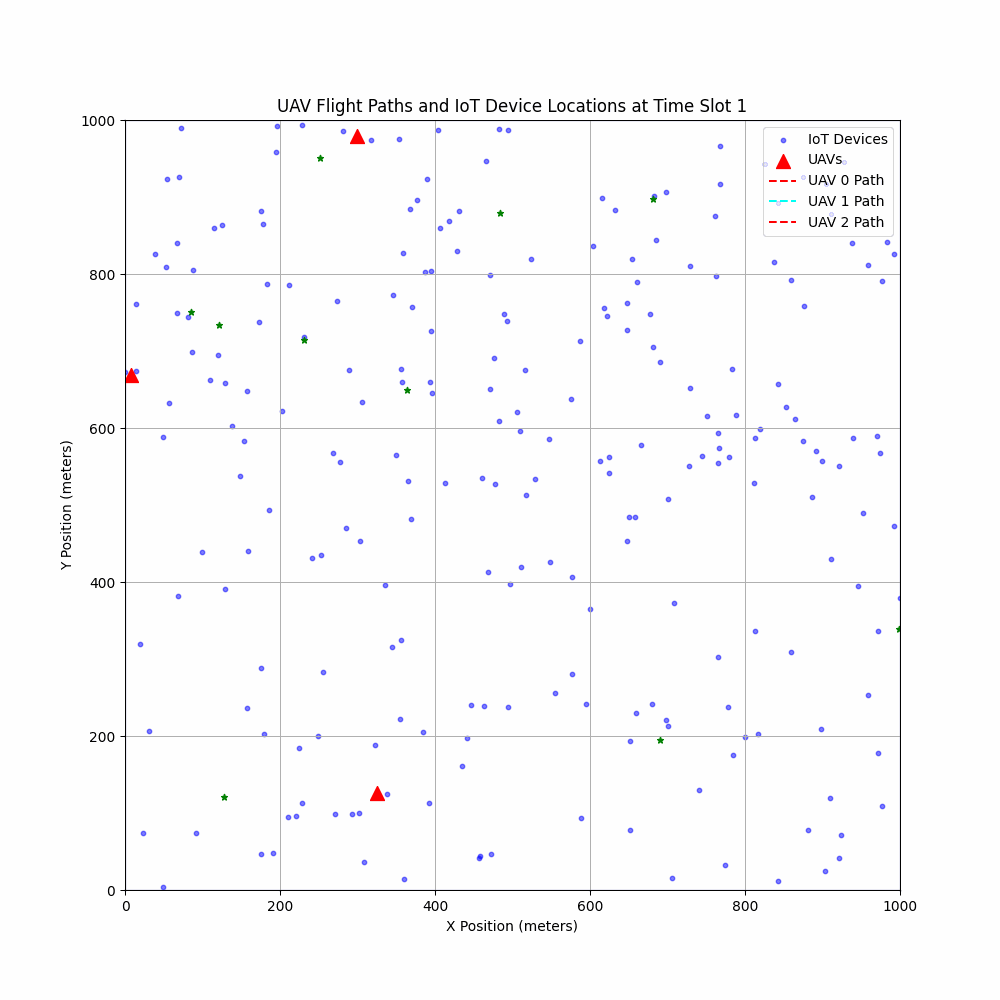 UAV Flight Paths and IoT Device Locations at Time Slot 1
IoT Devices
UAVs
UAV 0 Path
UAV 1 Path
UAV 2 Path
Y Position (meters)
1000
800
600
400
200
0
0 200 400 600 800 1000
X Position (meters)